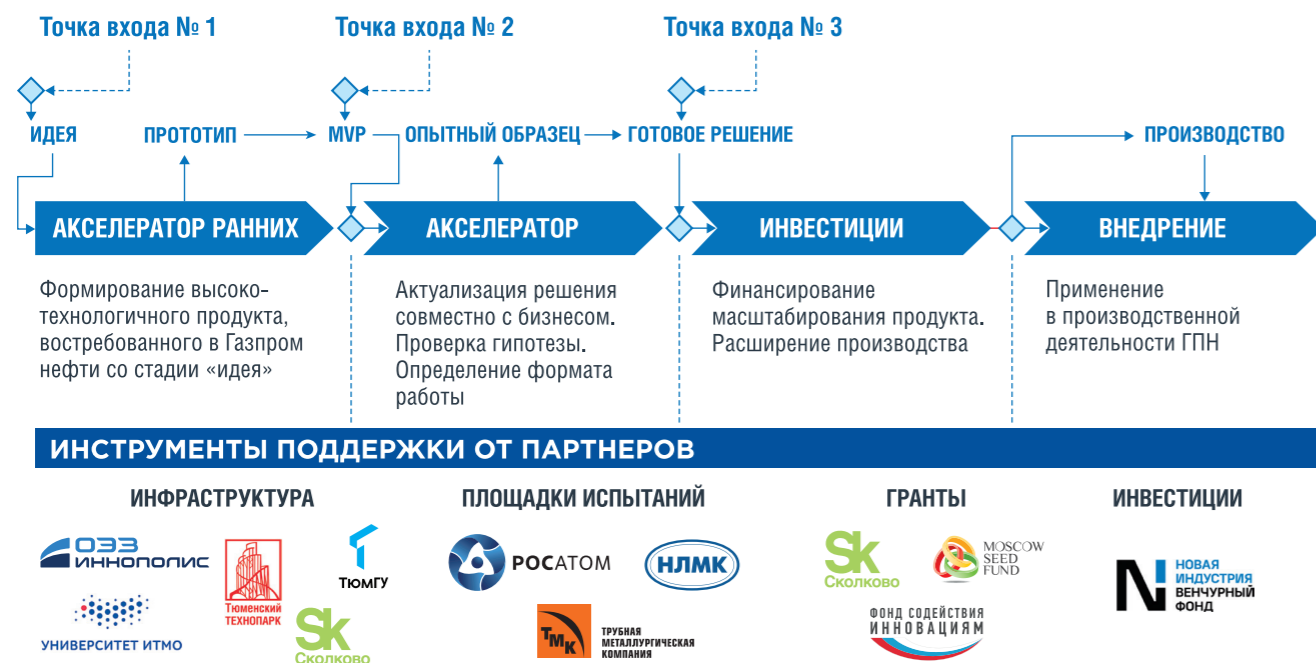 Точка входа № 1
Точка входа № 2
Точка входа № 3
ИДЕЯ
ПРОТОТИП
MVP
ОПЫТНЫЙ ОБРАЗЕЦ
ГОТОВОЕ РЕШЕНИЕ
ПРОИЗВОДСТВО
АКСЕЛЕРАТОР РАННИХ
АКСЕЛЕРАТОР
ИНВЕСТИЦИИ
ВНЕДРЕНИЕ
Формирование высоко-
технологичного продукта,
востребованного в Газпром
нефти со стадии «идея»
Актуализация решения
совместно с бизнесом.
Проверка гипотезы.
Определение формата
работы
Финансирование
масштабирования продукта.
Расширение производства
Применение
в производственной
деятельности ГПН
ИНСТРУМЕНТЫ ПОДДЕРЖКИ ОТ ПАРТНЕРОВ
ИНФРАСТРУКТУРА
ОЭЗ
ИННОПОЛИС
Тюменский
ТЕХНОПАРК
ТюмГУ
УНИВЕРСИТЕТ ИТМО
Sk
Сколково
ПЛОЩАДКИ ИСПЫТАНИЙ
РОСАТОМ
НЛМК
ТМК
ТРУБНАЯ
МЕТАЛЛУРГИЧЕСКАЯ
КОМПАНИЯ
ГРАНТЫ
Sk
Сколково
MOSCOW
SEED
FUND
ФОНД СОДЕЙСТВИЯ
ИННОВАЦИЯМ
ИНВЕСТИЦИИ
N
НОВАЯ
ИНДУСТРИЯ
ВЕНЧУРНЫЙ
ФОНД